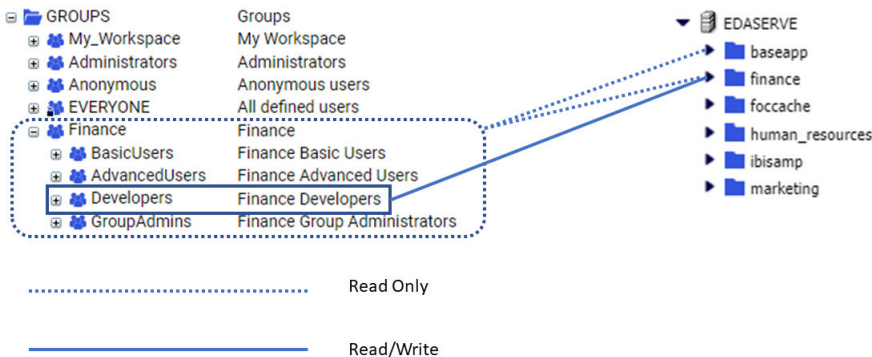 GROUPS Groups
My_Workspace My Workspace
Administrators Administrators
Anonymous Anonymous users
EVERYONE All defined users
Finance Finance
BasicUsers Finance Basic Users
AdvancedUsers Finance Advanced Users
Developers Finance Developers
GroupAdmins Finance Group Administrators
EDASERVE
baseapp
finance
foccache
human_resources
ibisamp
marketing
Read Only
Read/Write